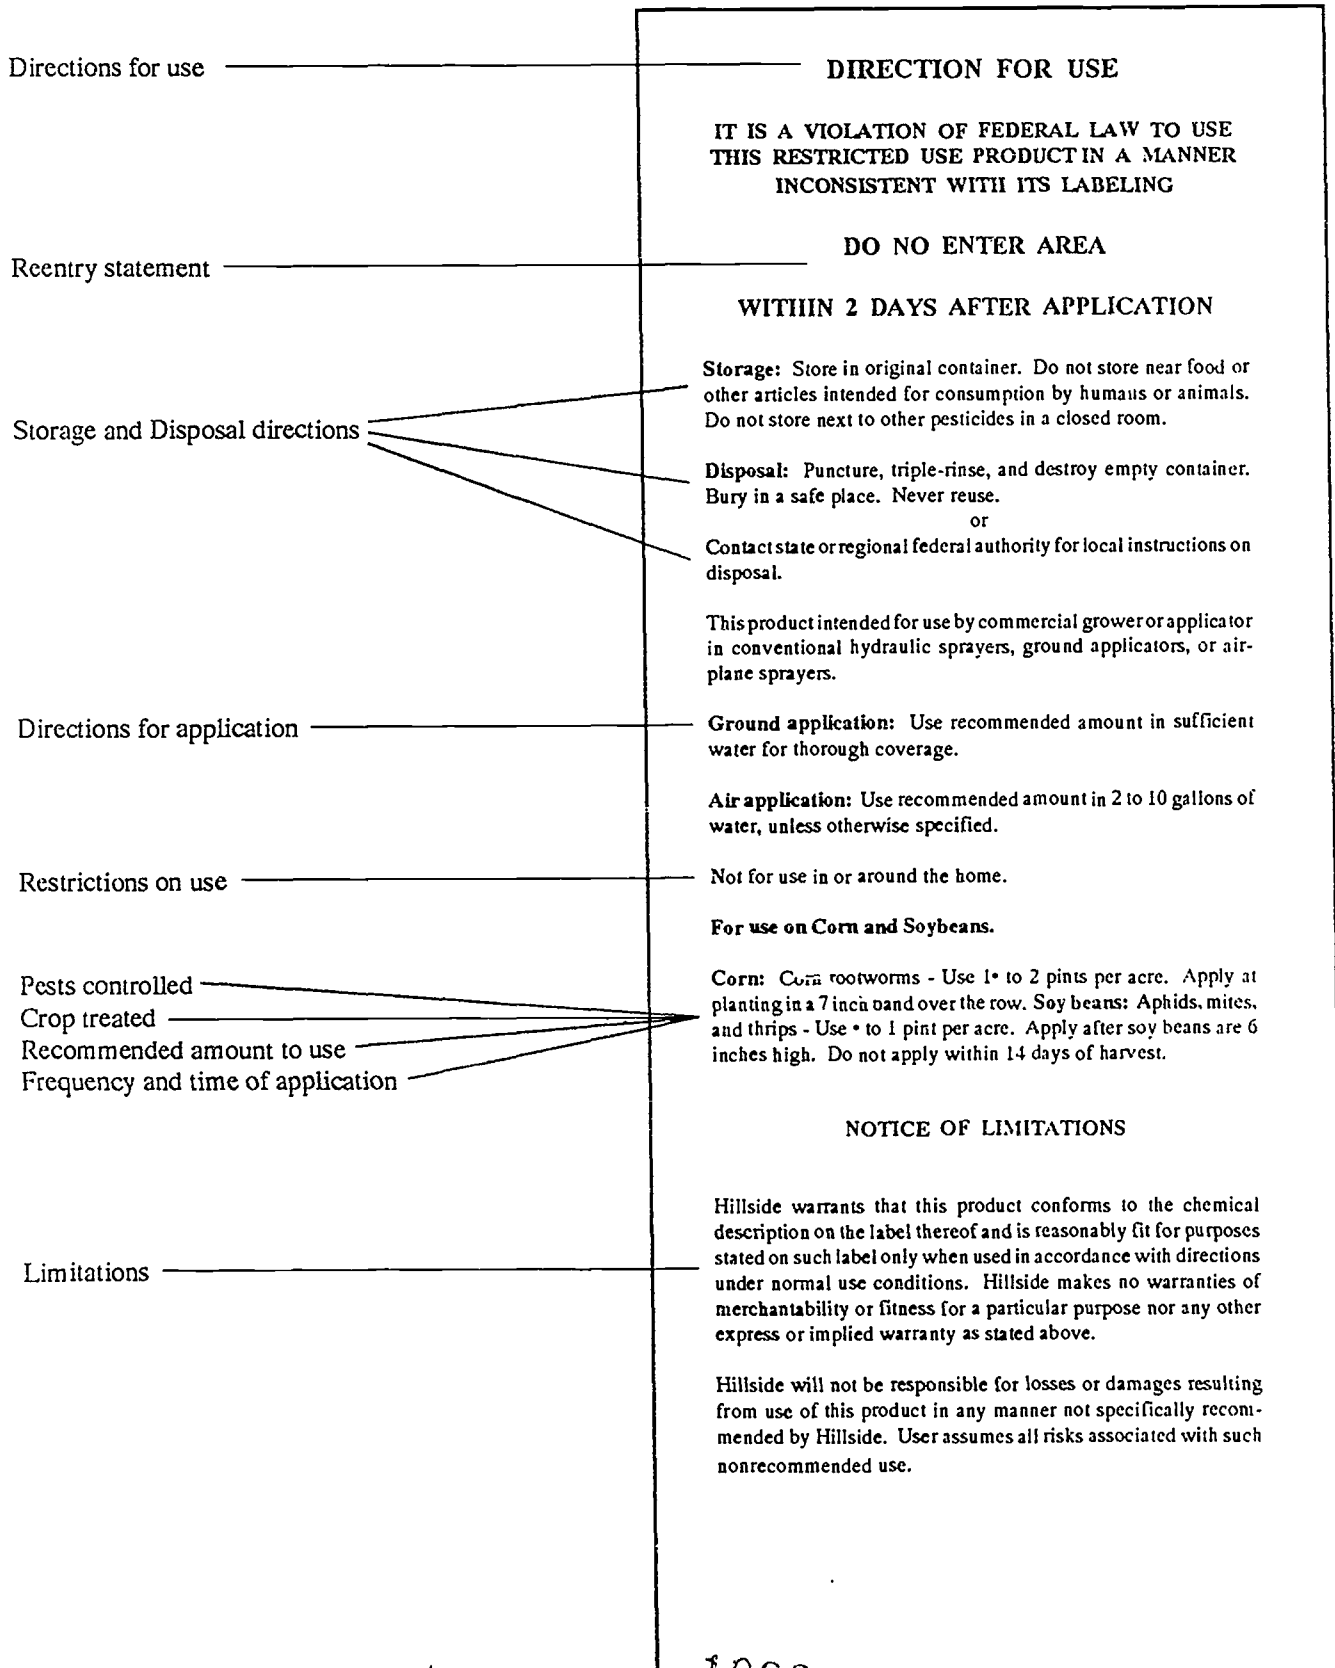 Directions for use
DIRECTION FOR USE
IT IS A VIOLATION OF FEDERAL LAW TO USE
THIS RESTRICTED USE PRODUCT IN A MANNER
INCONSISTENT WITH ITS LABELING
DO NO ENTER AREA
Reentry statement
WITHIN 2 DAYS AFTER APPLICATION
Storage and Disposal directions
Storage: Store in original container. Do not store near food or
other articles intended for consumption by humans or animals.
Do not store next to other pesticides in a closed room.
Disposal: Puncture, triple-rinse, and destroy empty container.
Bury in a safe place. Never reuse.
or
Contact state or regional federal authority for local instructions on
disposal.
This product intended for use by commercial grower or applicator
in conventional hydraulic sprayers, ground applicators, or air-
plane sprayers.
Directions for application
Ground application: Use recommended amount in sufficient
water for thorough coverage.
Air application: Use recommended amount in 2 to 10 gallons of
water, unless otherwise specified.
Restrictions on use
Not for use in or around the home.
For use on Corn and Soybeans.
Pests controlled
Crop treated
Recommended amount to use
Frequency and time of application
Corn: Corn rootworms - Use 1• to 2 pints per acre. Apply at
planting in a 7 inch band over the row. Soy beans: Aphids, mites,
and thrips - Use • to 1 pint per acre. Apply after soy beans are 6
inches high. Do not apply within 14 days of harvest.
NOTICE OF LIMITATIONS
Limitations
Hillside warrants that this product conforms to the chemical
description on the label thereof and is reasonably fit for purposes
stated on such label only when used in accordance with directions
under normal use conditions. Hillside makes no warranties of
merchantability or fitness for a particular purpose nor any other
express or implied warranty as stated above.
Hillside will not be responsible for losses or damages resulting
from use of this product in any manner not specifically recom-
mended by Hillside. User assumes all risks associated with such
nonrecommended use.